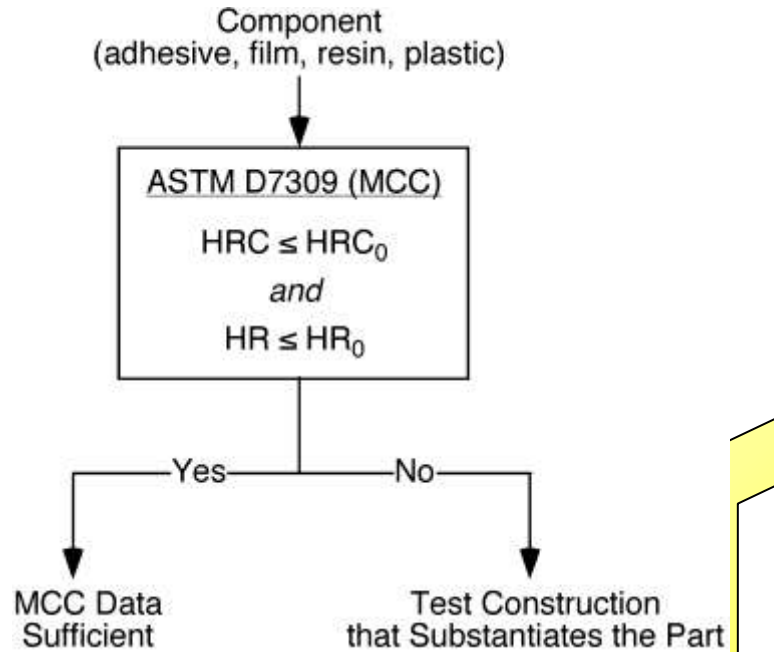 Component
(adhesive, film, resin, plastic)
ASTM D7309 (MCC)
HRC ≤ HRC₀
and
HR ≤ HR₀
Yes
No
MCC Data
Sufficient
Test Construction
that Substantiates the Part